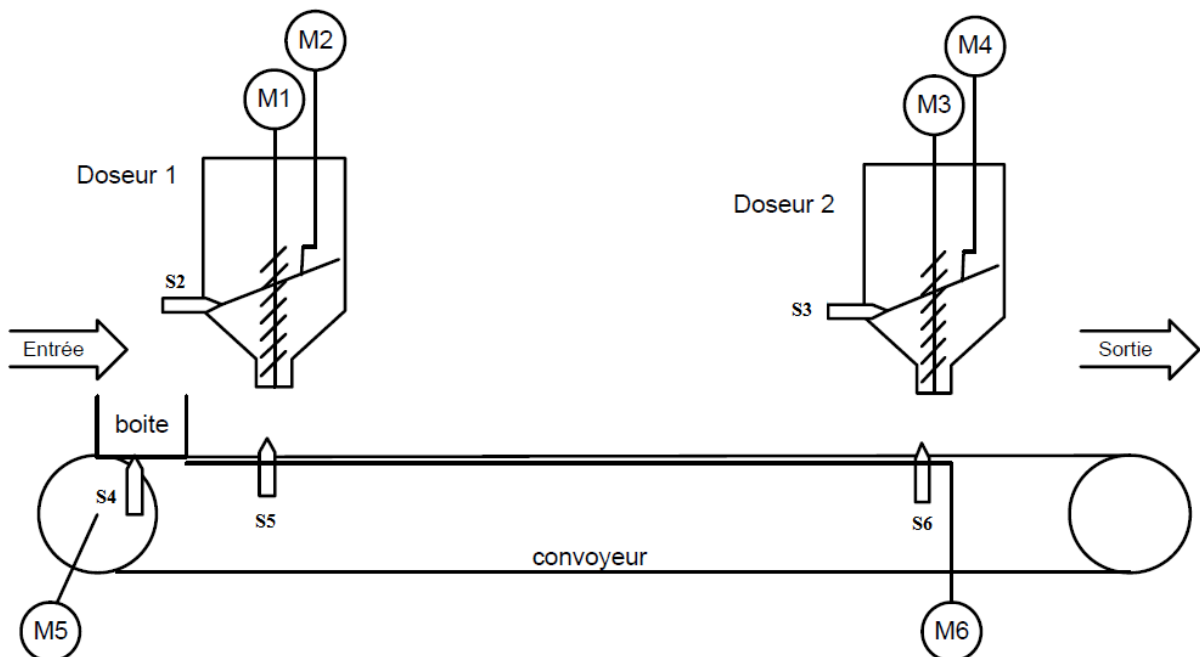 M2
M4
M1
M3
Doseur 1
Doseur 2
S2
S3
Entrée
Sortie
boite
S4
S5
S6
convoyeur
M5
M6